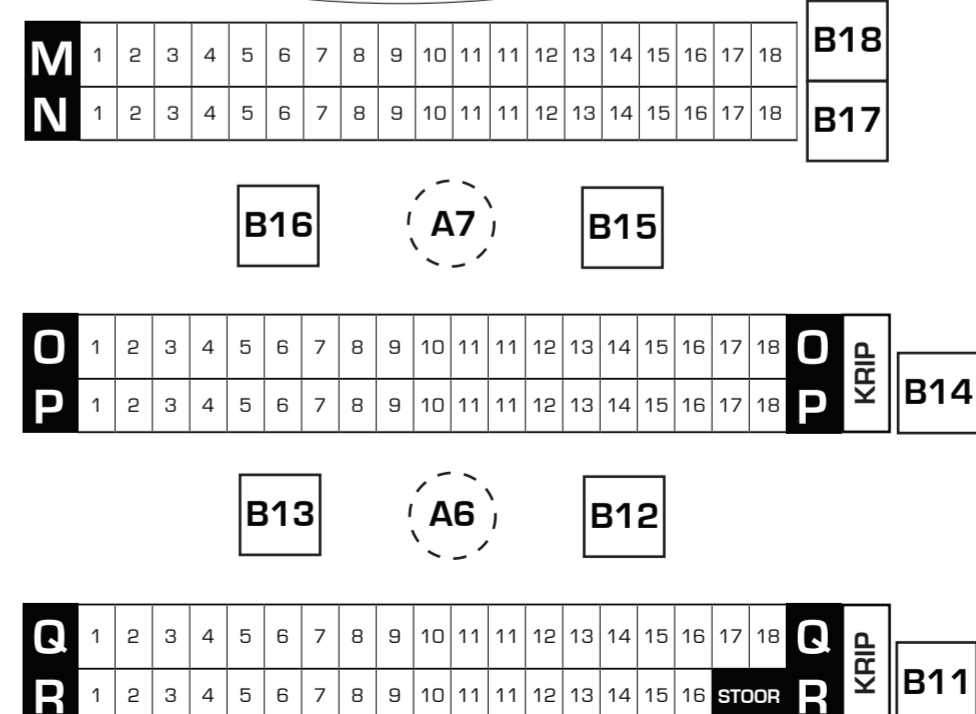 M 1 2 3 4 5 6 7 8 9 10 11 11 12 13 14 15 16 17 18 B18
N 1 2 3 4 5 6 7 8 9 10 11 11 12 13 14 15 16 17 18 B17
B16 A7 B15
O 1 2 3 4 5 6 7 8 9 10 11 11 12 13 14 15 16 17 18 O
P 1 2 3 4 5 6 7 8 9 10 11 11 12 13 14 15 16 17 18 P
KRIP
B14
B13 A6 B12
Q 1 2 3 4 5 6 7 8 9 10 11 11 12 13 14 15 16 17 18 Q
R 1 2 3 4 5 6 7 8 9 10 11 11 12 13 14 15 16 STOOR R
KRIP
B11